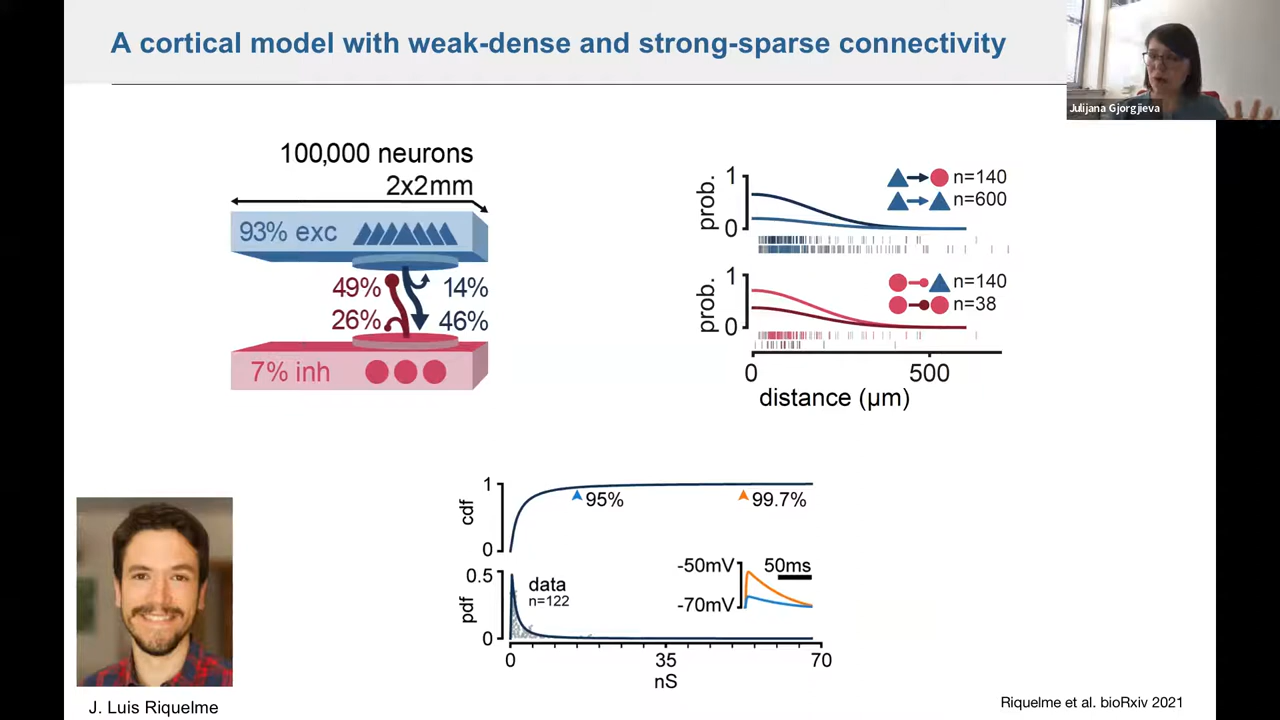 A cortical model with weak-dense and strong-sparse connectivity
Julijana Gjorgjieva
100,000 neurons
2x2mm
93% exc
49%
14%
26%
46%
7% inh
prob.
1
0
n=140
n=600
prob.
1
0
n=140
n=38
0
500
distance (μm)
cdf
1
0
95%
99.7%
pdf
0.5
0
data
n=122
-50mV
50ms
-70mV
0
35
70
nS
J. Luis Riquelme
Riquelme et al. bioRxiv 2021